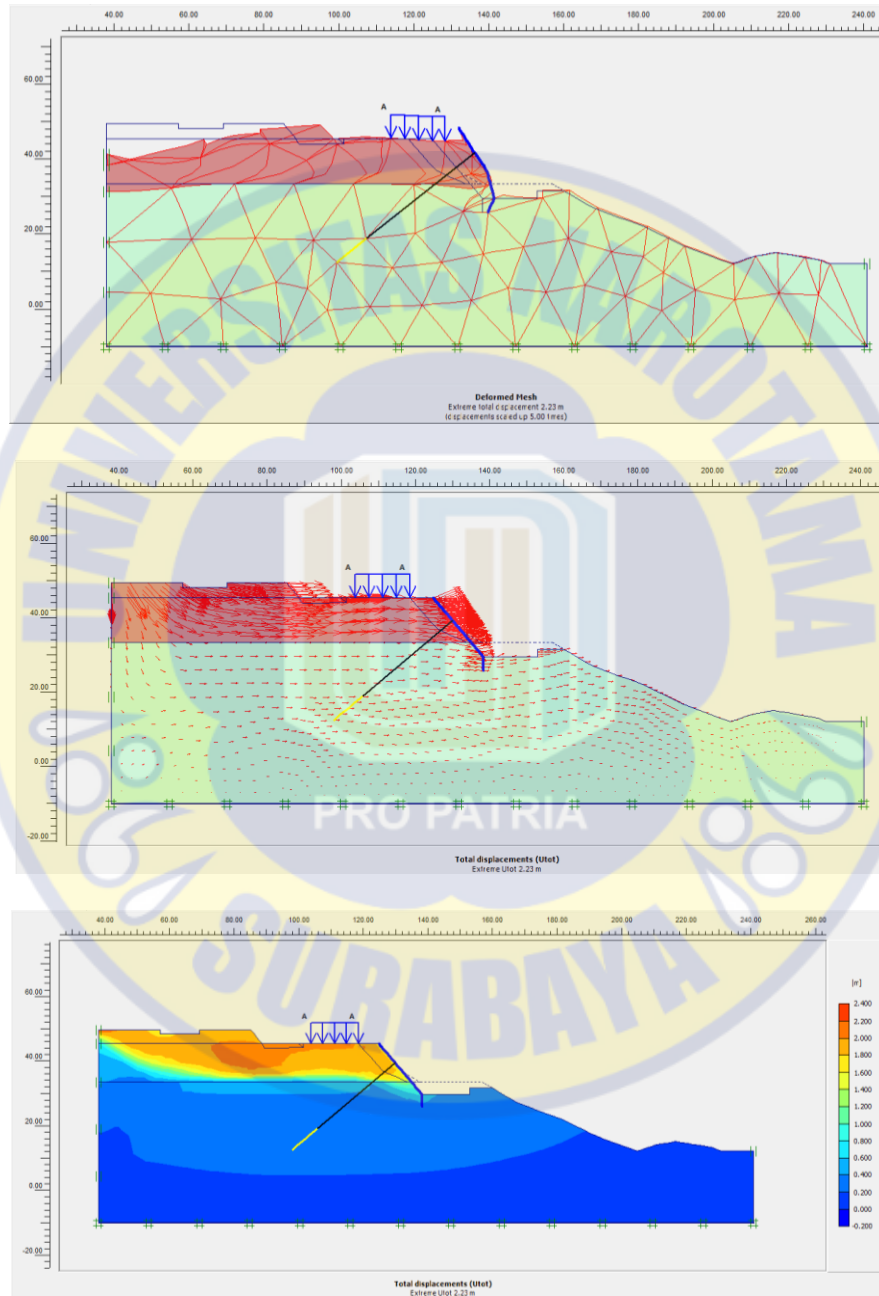 40.00 60.00 80.00 100.00 120.00 140.00 160.00 180.00 200.00 220.00 240.00
60.00
40.00
20.00
0.00
A A
Deformed Mesh
Extreme total displacement 2.23 m
(displacements scaled up 5.00 times)
40.00 60.00 80.00 100.00 120.00 140.00 160.00 180.00 200.00 220.00 240.00
60.00
40.00
20.00
0.00
-20.00
A A
Total displacements (Utot)
Extreme Utot 2.23 m
40.00 60.00 80.00 100.00 120.00 140.00 160.00 180.00 200.00 220.00 240.00 260.00
60.00
40.00
20.00
0.00
-20.00
A A
[m]
2.400
2.200
2.000
1.800
1.600
1.400
1.200
1.000
0.800
0.600
0.400
0.200
0.000
-0.200
Total displacements (Utot)
Extreme Utot 2.23 m
UNIVERSITAS NAROTAMA
PRO PATRIA
SURABAYA